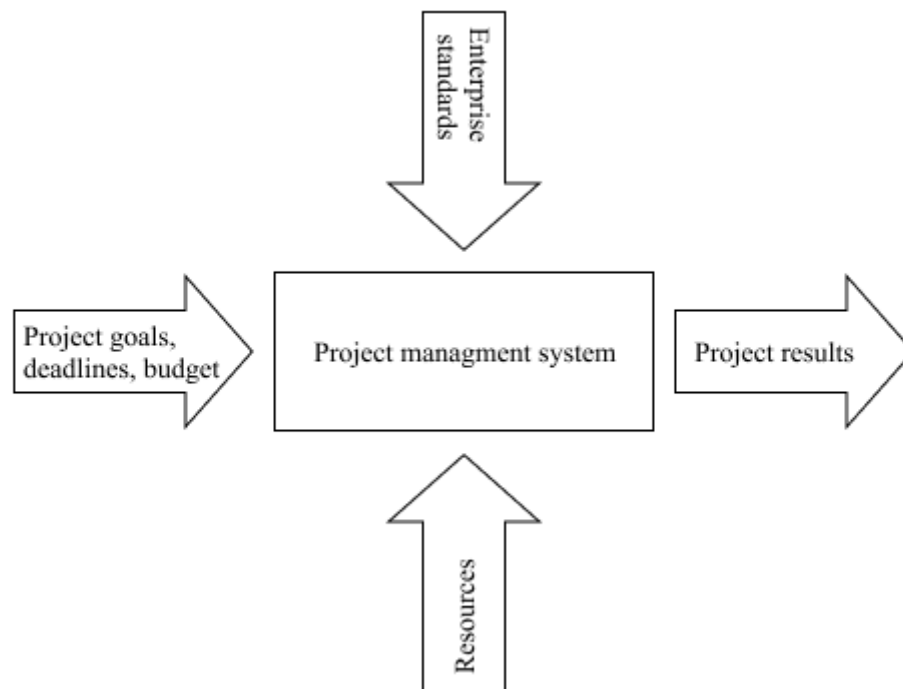 Enterprise
standards
Project goals,
deadlines, budget
Project managment system
Project results
Resources